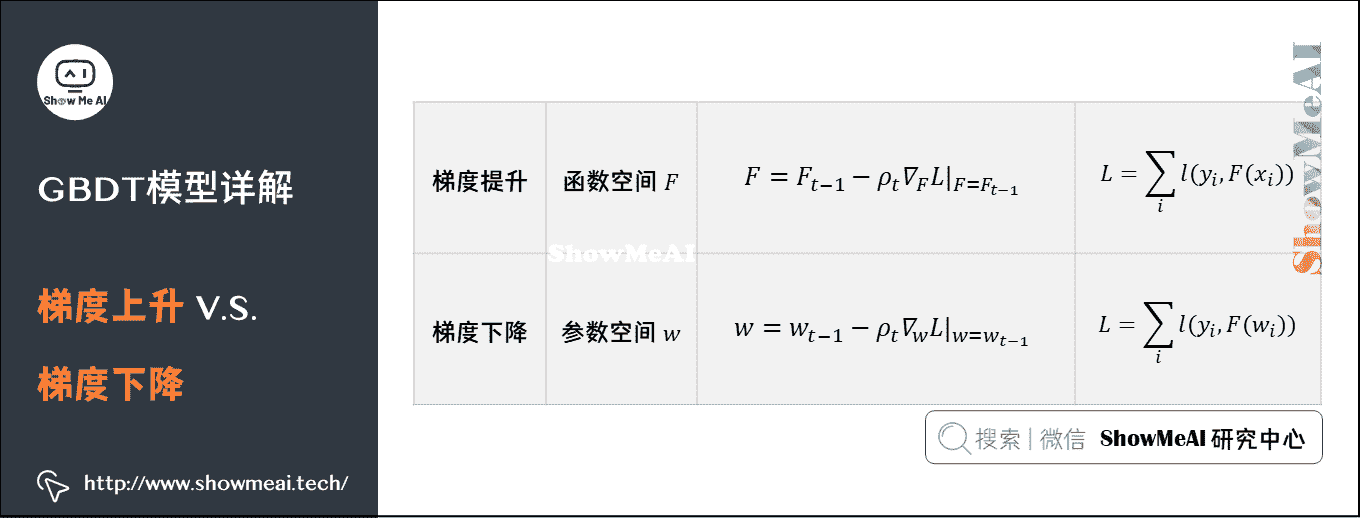 Show Me AI
GBDT模型详解
梯度上升 V.S.
梯度下降
http://www.showmeai.tech/
梯度提升 函数空间 F F = F_{t−1} − ρ_t∇_F L|_{F=F_{t−1}} L = ∑_i l(y_i, F(x_i))
ShowMeAI
梯度下降 参数空间 w w = w_{t−1} − ρ_t∇_w L|_{w=w_{t−1}} L = ∑_i l(y_i, F(w_i))
ShowMeAI
搜索 | 微信 ShowMeAI 研究中心